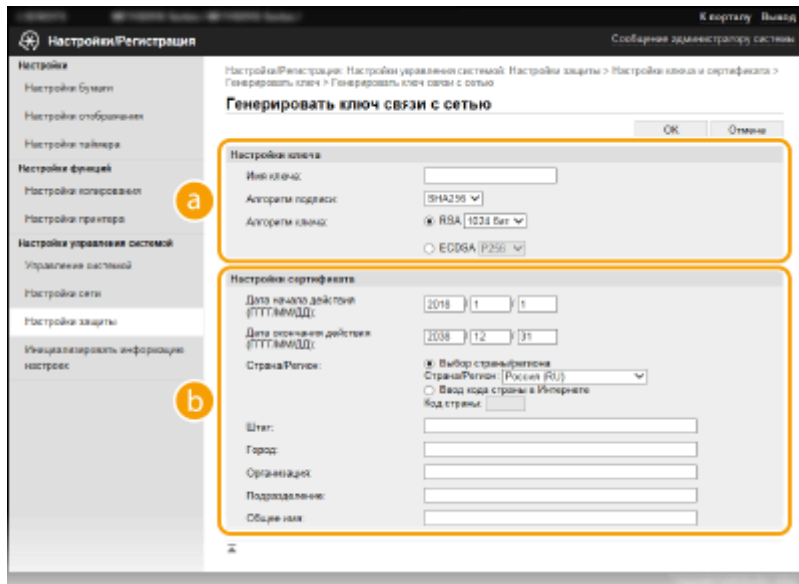 К порталу Выход
Настройки/Регистрация
Сообщение администратору системы
Настройки
Настройки бумаги
Настройки отображения
Настройки таймера
Настройки функций
Настройки копирования
Настройки принтера
Настройки управления системой
Управление системой
Настройки сети
Настройки защиты
Инициализировать информацию
настроек
Настройки/Регистрация: Настройки управления системой: Настройки защиты > Настройки ключа и сертификата >
Генерировать ключ > Генерировать ключ связи с сетью
Генерировать ключ связи с сетью
OK Отмена
a
Настройки ключа
Имя ключа:
Алгоритм подписи: SHA256
Алгоритм ключа: RSA 1024 бит
ECDSA P256
b
Настройки сертификата
Дата начала действия
(ГГГГ/ММ/ДД): 2018 / 1 / 1
Дата окончания действия
(ГГГГ/ММ/ДД): 2038 / 12 / 31
Страна/Регион: Выбор страны/региона
Страна/Регион: Россия (RU)
Ввод кода страны в Интернете
Код страны:
Штат:
Город:
Организация:
Подразделение:
Общее имя: